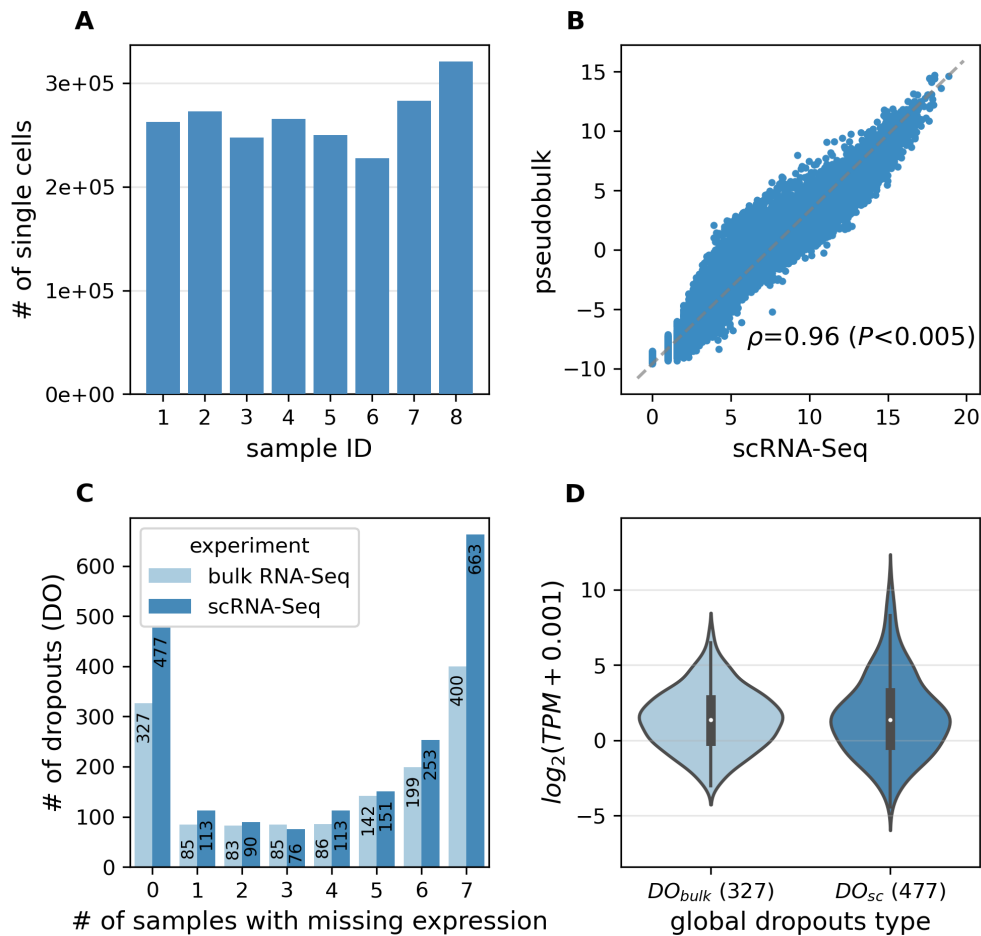 A
3e+05
2e+05
1e+05
0e+00
# of single cells
1 2 3 4 5 6 7 8
sample ID
B
15
10
5
0
−5
−10
pseudobulk
ρ=0.96 (P<0.005)
0 5 10 15 20
scRNA-Seq
C
600
500
400
300
200
100
0
# of dropouts (DO)
experiment
bulk RNA-Seq
scRNA-Seq
327 477 85 113 83 90 85 76 86 113 142 151 199 253 400 663
0 1 2 3 4 5 6 7
# of samples with missing expression
D
10
5
0
−5
log2(TPM + 0.001)
DObulk (327) DOsc (477)
global dropouts type